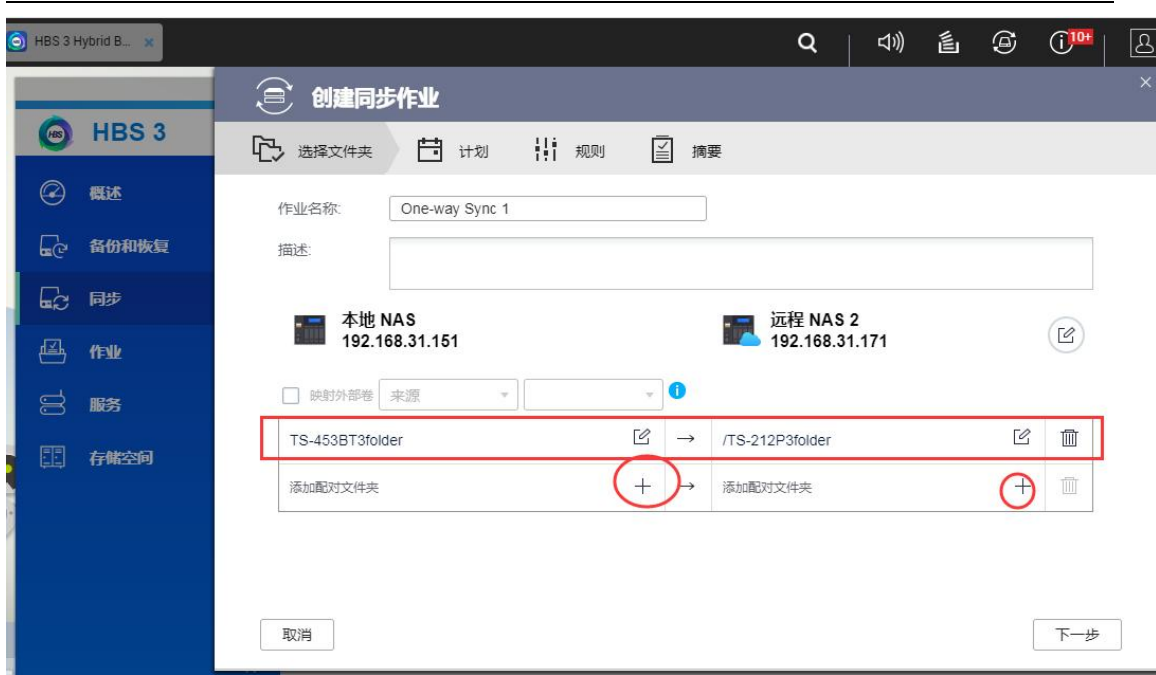 HBS 3 Hybrid B... ×
10+
创建同步作业
HBS 3
选择文件夹 计划 规则 摘要
概述
作业名称: One-way Sync 1
备份和恢复
描述:
同步
本地 NAS 远程 NAS 2
192.168.31.151 192.168.31.171
作业
映射外部卷 来源
服务
TS-453BT3folder → /TS-212P3folder
存储空间
添加配对文件夹 + → 添加配对文件夹 +
取消 下一步